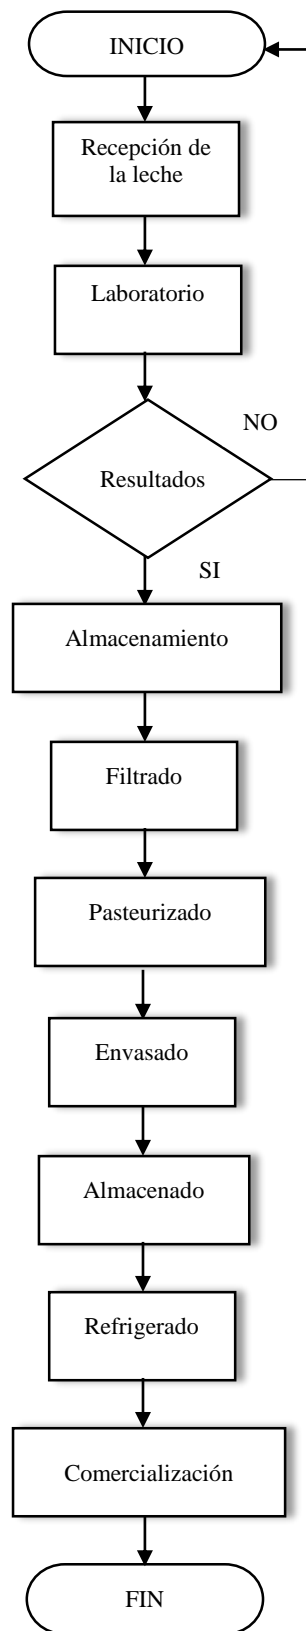 INICIO
Recepción de
la leche
Laboratorio
NO
Resultados
SI
Almacenamiento
Filtrado
Pasteurizado
Envasado
Almacenado
Refrigerado
Comercialización
FIN